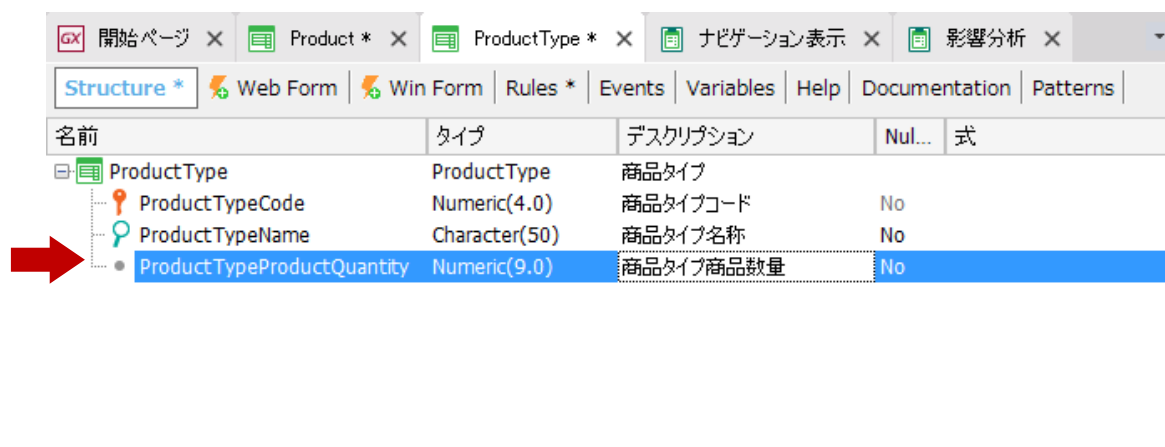 GX 開始ページ Product * ProductType * ナビゲーション表示 影響分析
Structure * Web Form Win Form Rules * Events Variables Help Documentation Patterns
名前 タイプ デスクリプション Nul... 式
ProductType ProductType 商品タイプ
ProductTypeCode Numeric(4.0) 商品タイプコード No
ProductTypeName Character(50) 商品タイプ名称 No
ProductTypeProductQuantity Numeric(9.0) 商品タイプ商品数量 No